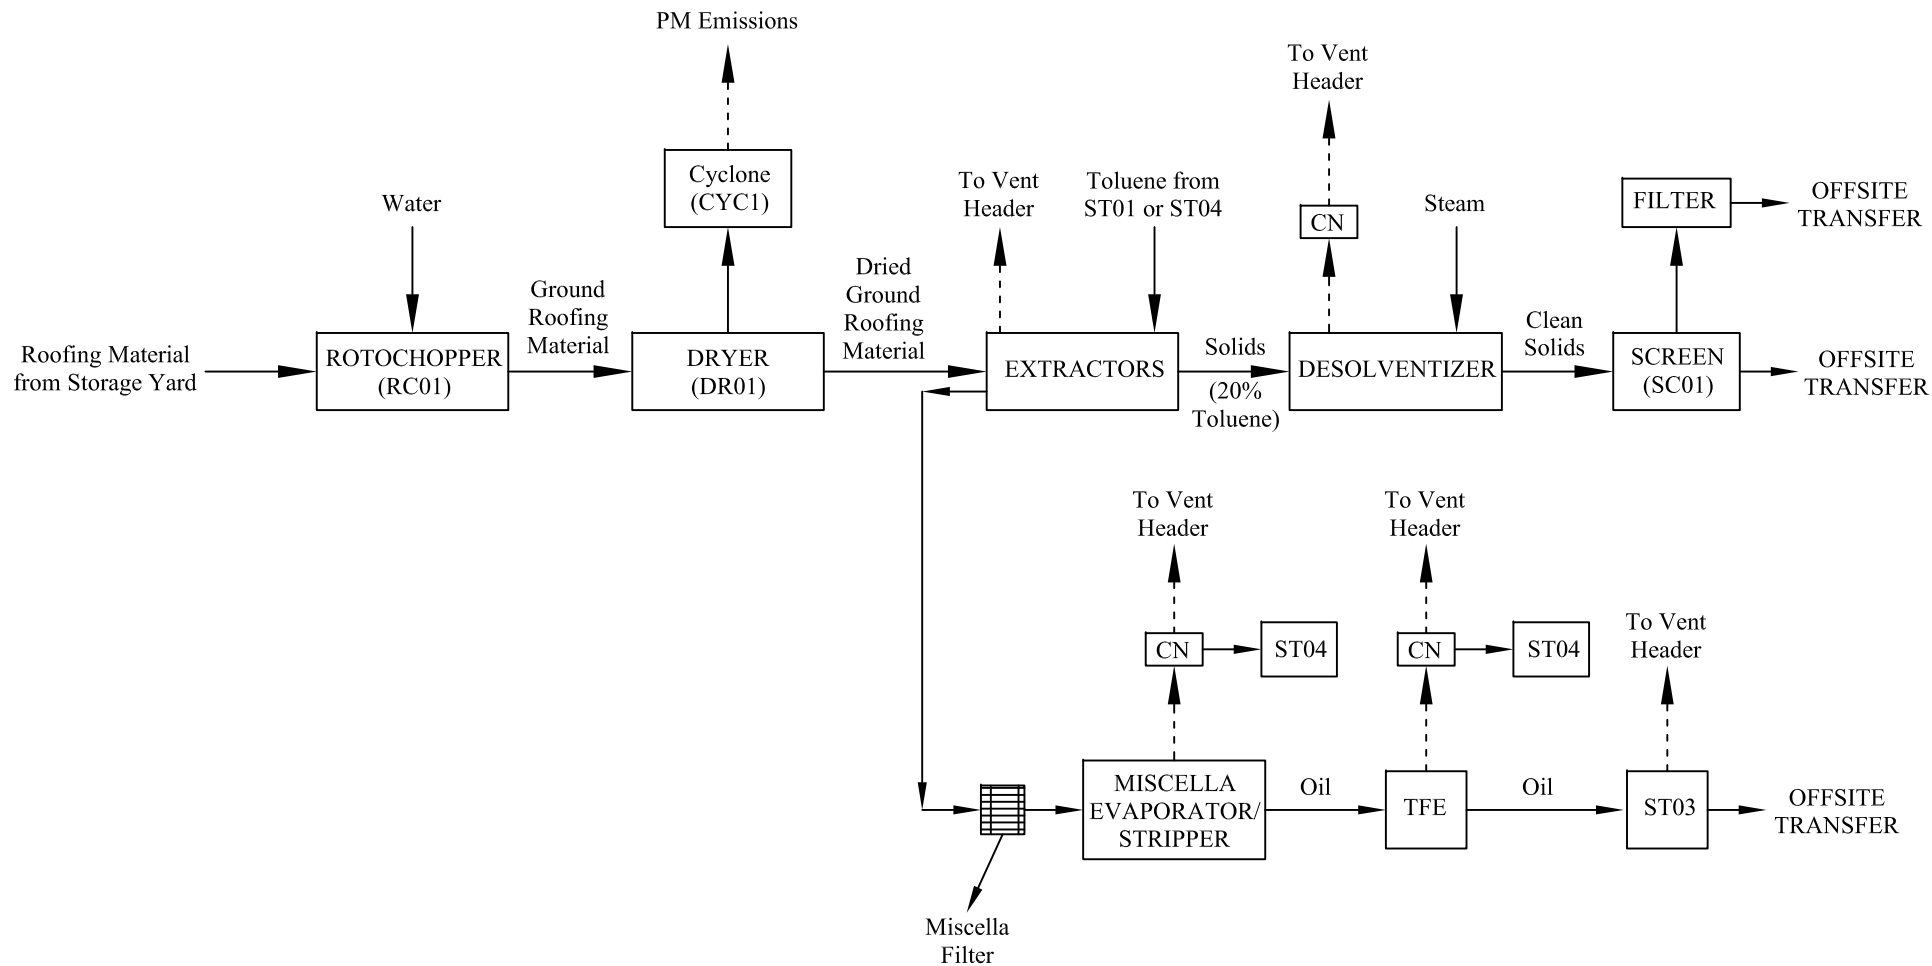 PM Emissions
To Vent
Header
Cyclone
(CYC1)
To Vent
Header
Toluene from
ST01 or ST04
Water
CN
Steam
FILTER
OFFSITE
TRANSFER
Ground
Roofing
Material
Dried
Ground
Roofing
Material
Clean
Solids
Roofing Material
from Storage Yard
ROTOCHOPPER
(RC01)
DRYER
(DR01)
EXTRACTORS
Solids
(20%
Toluene)
DESOLVENTIZER
SCREEN
(SC01)
OFFSITE
TRANSFER
To Vent
Header
To Vent
Header
CN
ST04
CN
ST04
To Vent
Header
MISCELLA
EVAPORATOR/
STRIPPER
Oil
TFE
Oil
ST03
OFFSITE
TRANSFER
Miscella
Filter